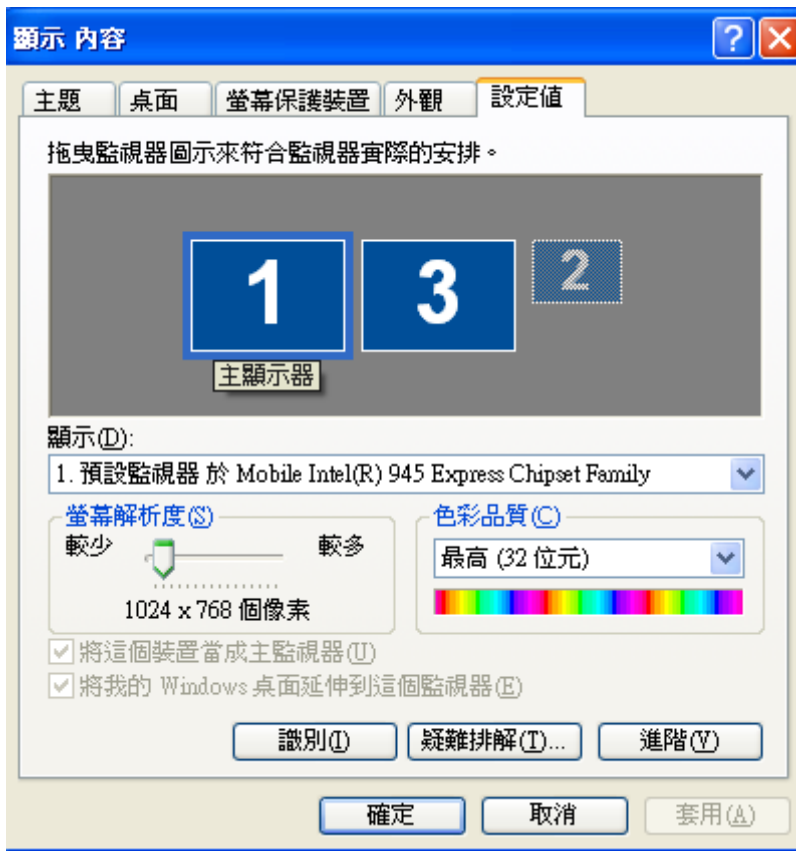 顯示 內容
主題 桌面 螢幕保護裝置 外觀 設定值
拖曳監視器圖示來符合監視器實際的安排。
1 3 2
主顯示器
顯示(D):
1. 預設監視器 於 Mobile Intel(R) 945 Express Chipset Family
螢幕解析度(S) 色彩品質(C)
較少 較多
最高 (32 位元)
1024 x 768 個像素
將這個裝置當成主監視器(U)
將我的 Windows 桌面延伸到這個監視器(E)
識別(I) 疑難排解(T)... 進階(V)
確定 取消 套用(A)